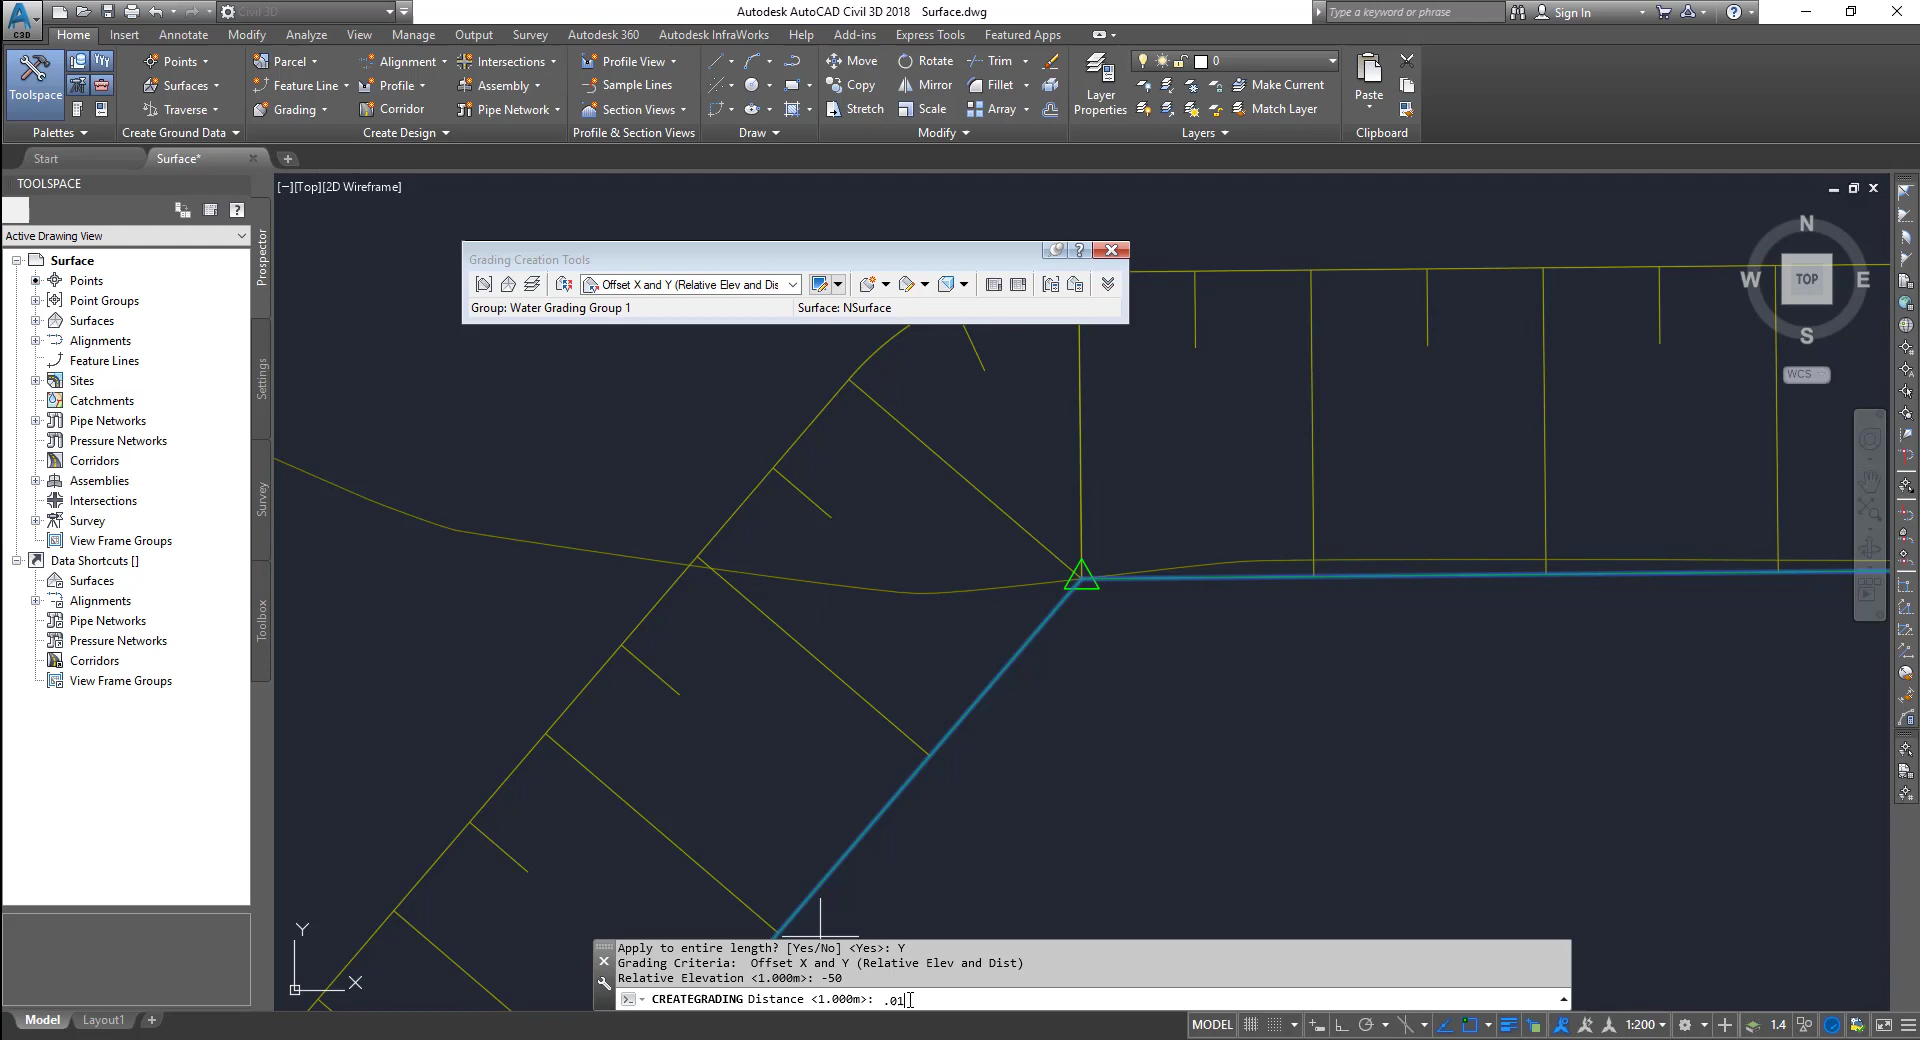 Civil 3D
Autodesk AutoCAD Civil 3D 2018 Surface.dwg
Type a keyword or phrase
Sign In
C3D
Home Insert Annotate Modify Analyze View Manage Output Survey Autodesk 360 Autodesk InfraWorks Help Add-ins Express Tools Featured Apps
Toolspace
Points
Surfaces
Traverse
Parcel
Feature Line
Grading
Alignment
Profile
Corridor
Intersections
Assembly
Pipe Network
Profile View
Sample Lines
Section Views
Move
Copy
Stretch
Rotate
Mirror
Scale
Trim
Fillet
Array
Layer
Properties
0
Make Current
Match Layer
Paste
Palettes
Create Ground Data
Create Design
Profile & Section Views
Draw
Modify
Layers
Clipboard
Start
Surface*
TOOLSPACE
Active Drawing View
Surface
Points
Point Groups
Surfaces
Alignments
Feature Lines
Sites
Catchments
Pipe Networks
Pressure Networks
Corridors
Assemblies
Intersections
Survey
View Frame Groups
Data Shortcuts []
Surfaces
Alignments
Pipe Networks
Pressure Networks
Corridors
View Frame Groups
Prospector
Settings
Survey
Toolbox
[−][Top][2D Wireframe]
Grading Creation Tools
Offset X and Y (Relative Elev and Dis
Group: Water Grading Group 1
Surface: NSurface
N
W
TOP
E
S
WCS
Y
X
Apply to entire length? [Yes/No] <Yes>: Y
Grading Criteria: Offset X and Y (Relative Elev and Dist)
Relative Elevation <1.000m>: -50
CREATEGRADING Distance <1.000m>: .01
Model
Layout1
MODEL
1:200
1.4